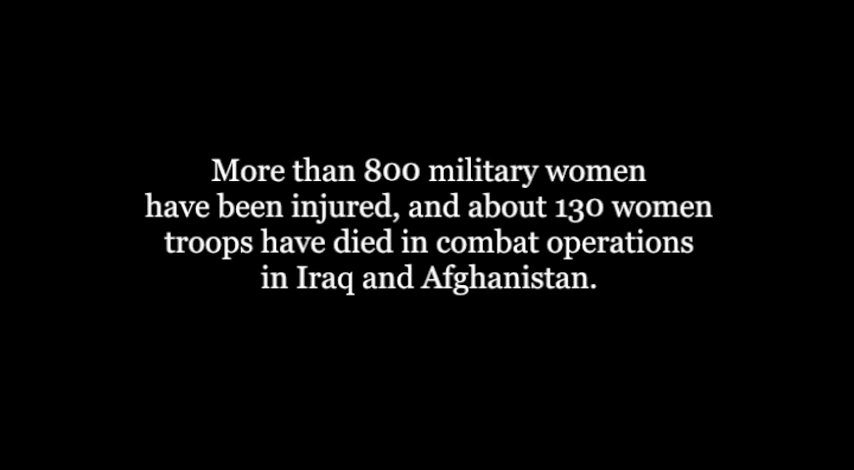 More than 800 military women
have been injured, and about 130 women
troops have died in combat operations
in Iraq and Afghanistan.